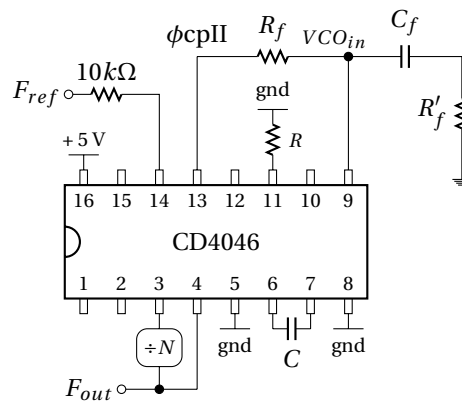 ϕcpII
R_f
VCO_in
C_f
10kΩ
F_ref
gnd
R'_f
R
+5V
16 15 14 13 12 11 10 9
CD4046
1 2 3 4 5 6 7 8
÷N
gnd
C
gnd
F_out